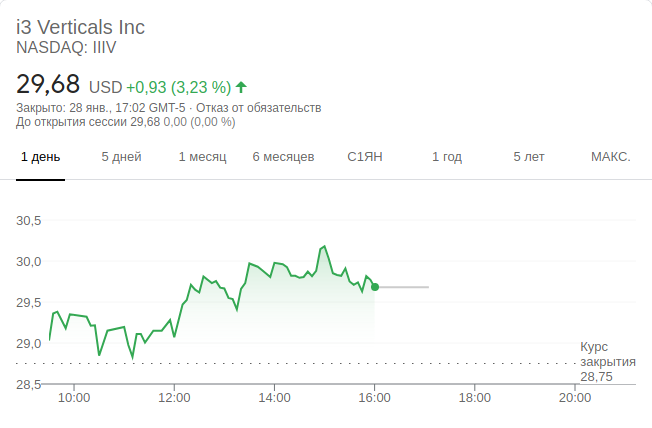 i3 Verticals Inc
NASDAQ: IIIV
29,68 USD +0,93 (3,23 %)
Закрыто: 28 янв., 17:02 GMT-5 · Отказ от обязательств
До открытия сессии 29,68 0,00 (0,00 %)
1 день 5 дней 1 месяц 6 месяцев С1ЯН 1 год 5 лет МАКС.
30,5
30,0
29,5
29,0
Курс
закрытия
28,75
28,5
10:00 12:00 14:00 16:00 18:00 20:00